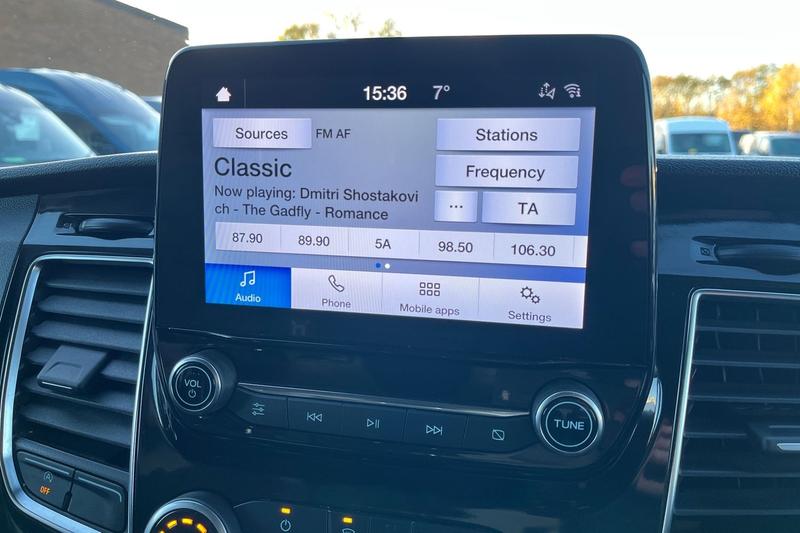 15:36 7°
Sources FM AF Stations
Classic
Frequency
Now playing: Dmitri Shostakovi
ch - The Gadfly - Romance
... TA
87.90 89.90 5A 98.50 106.30
Audio Phone Mobile apps Settings
VOL
TUNE
A
OFF